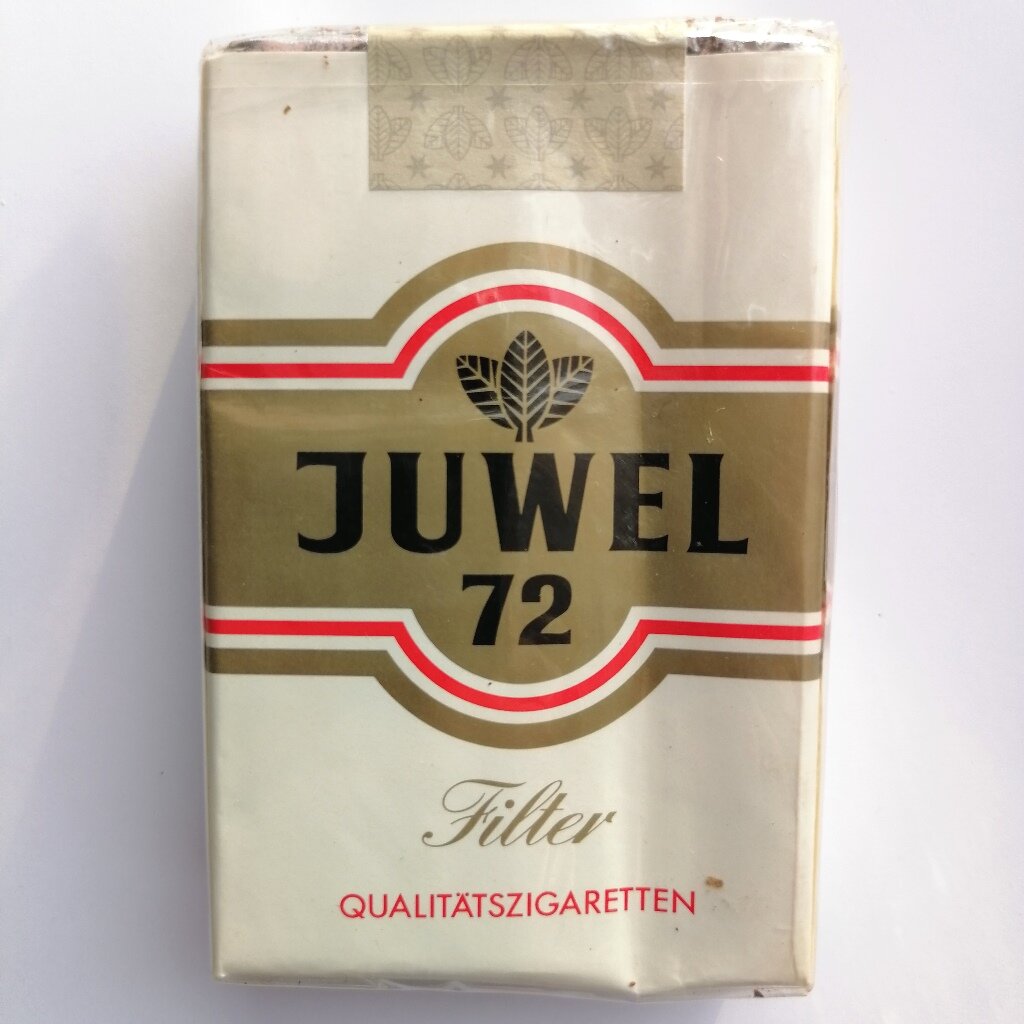 JUWEL
72
Filter
QUALITÄTSZIGARETTEN